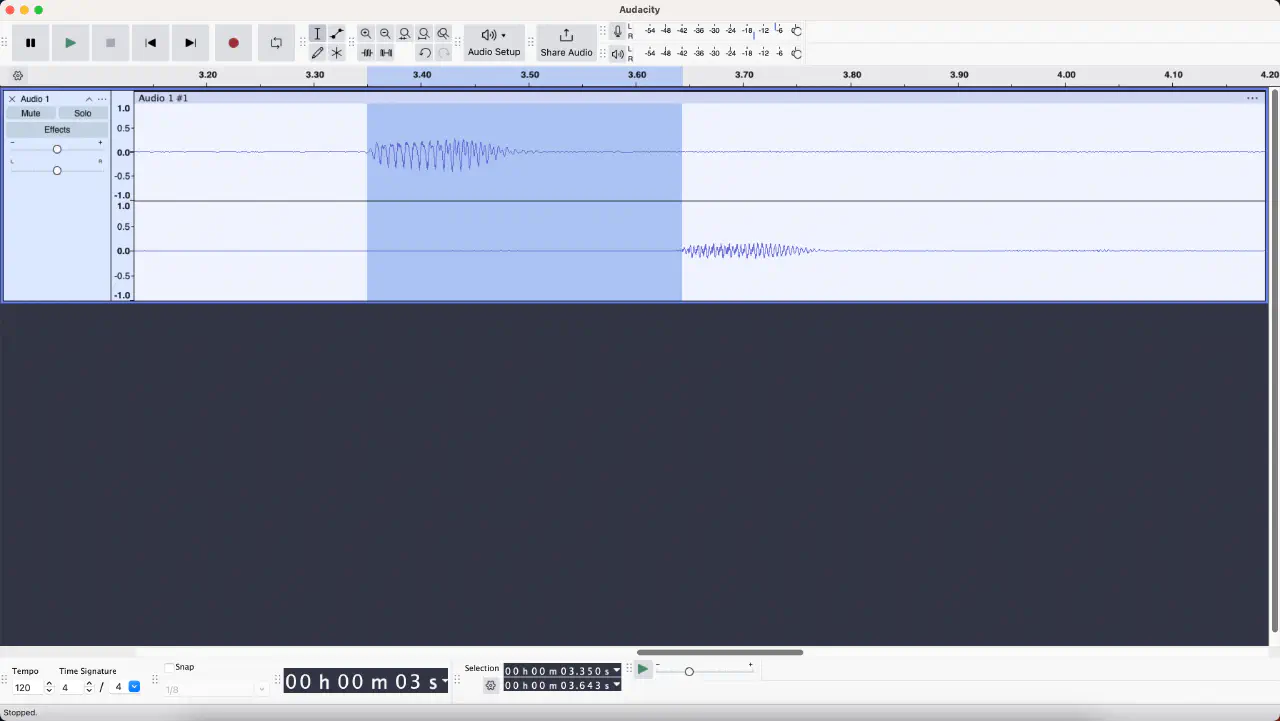 Audacity
Audio Setup
Share Audio
L
R
-54 -48 -42 -36 -30 -24 -18 -12 -6
L
R
-54 -48 -42 -36 -30 -24 -18 -12 -6
3.20 3.30 3.40 3.50 3.60 3.70 3.80 3.90 4.00 4.10 4.20
Audio 1
Audio 1 #1
Mute Solo
Effects
- +
L R
1.0
0.5
0.0
-0.5
-1.0
1.0
0.5
0.0
-0.5
-1.0
Tempo
120
Time Signature
4 / 4
Snap
1/8
00 h 00 m 03 s
Selection
00 h 00 m 03.350 s
00 h 00 m 03.643 s
- +
Stopped.